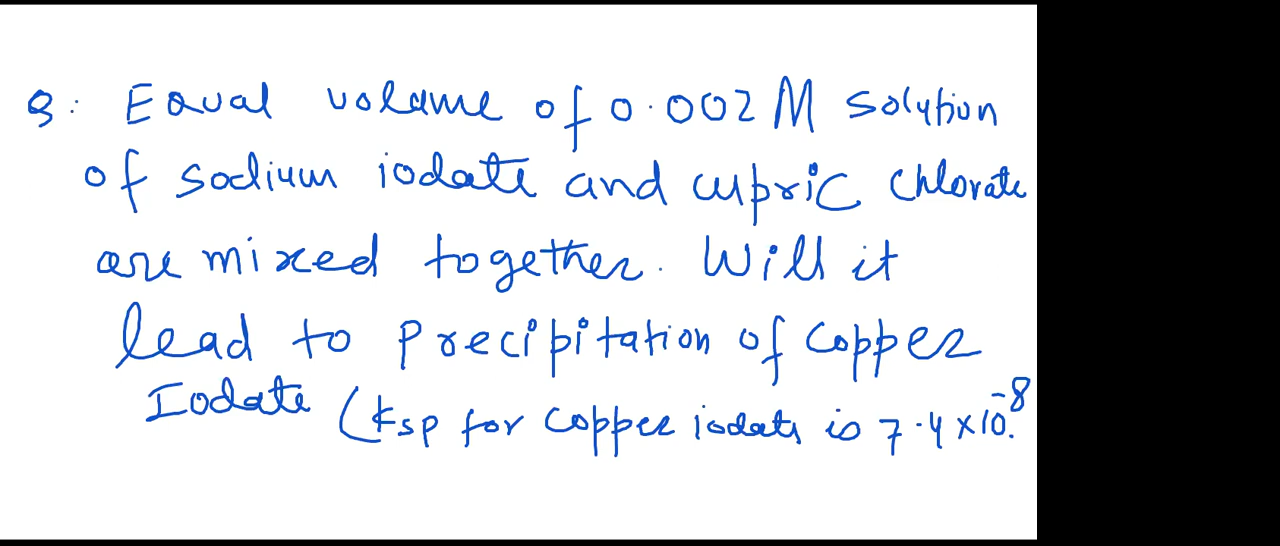 Q: Equal volume of 0.002 M solution
of sodium iodate and cupric chlorate
are mixed together. Will it
lead to precipitation of copper
Iodate (Ksp for copper iodate is 7.4×10⁻⁸.